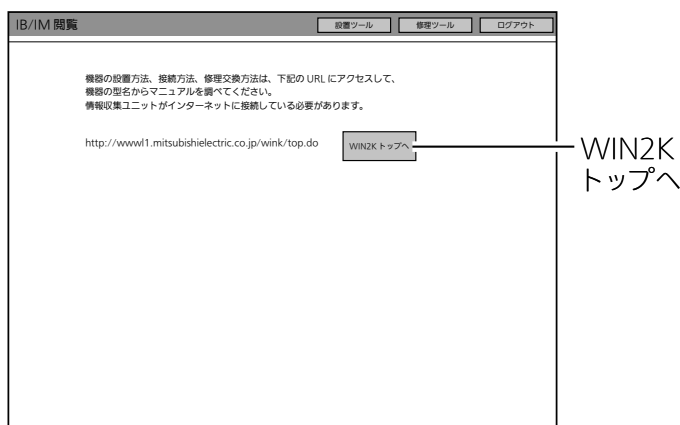 IB/IM 閲覧
設置ツール
修理ツール
ログアウト
機器の設置方法、接続方法、修理交換方法は、下記の URL にアクセスして、
機器の型名からマニュアルを調べてください。
情報収集ユニットがインターネットに接続している必要があります。
http://wwwl1.mitsubishielectric.co.jp/wink/top.do
WIN2K トップへ
WIN2K
トップへ